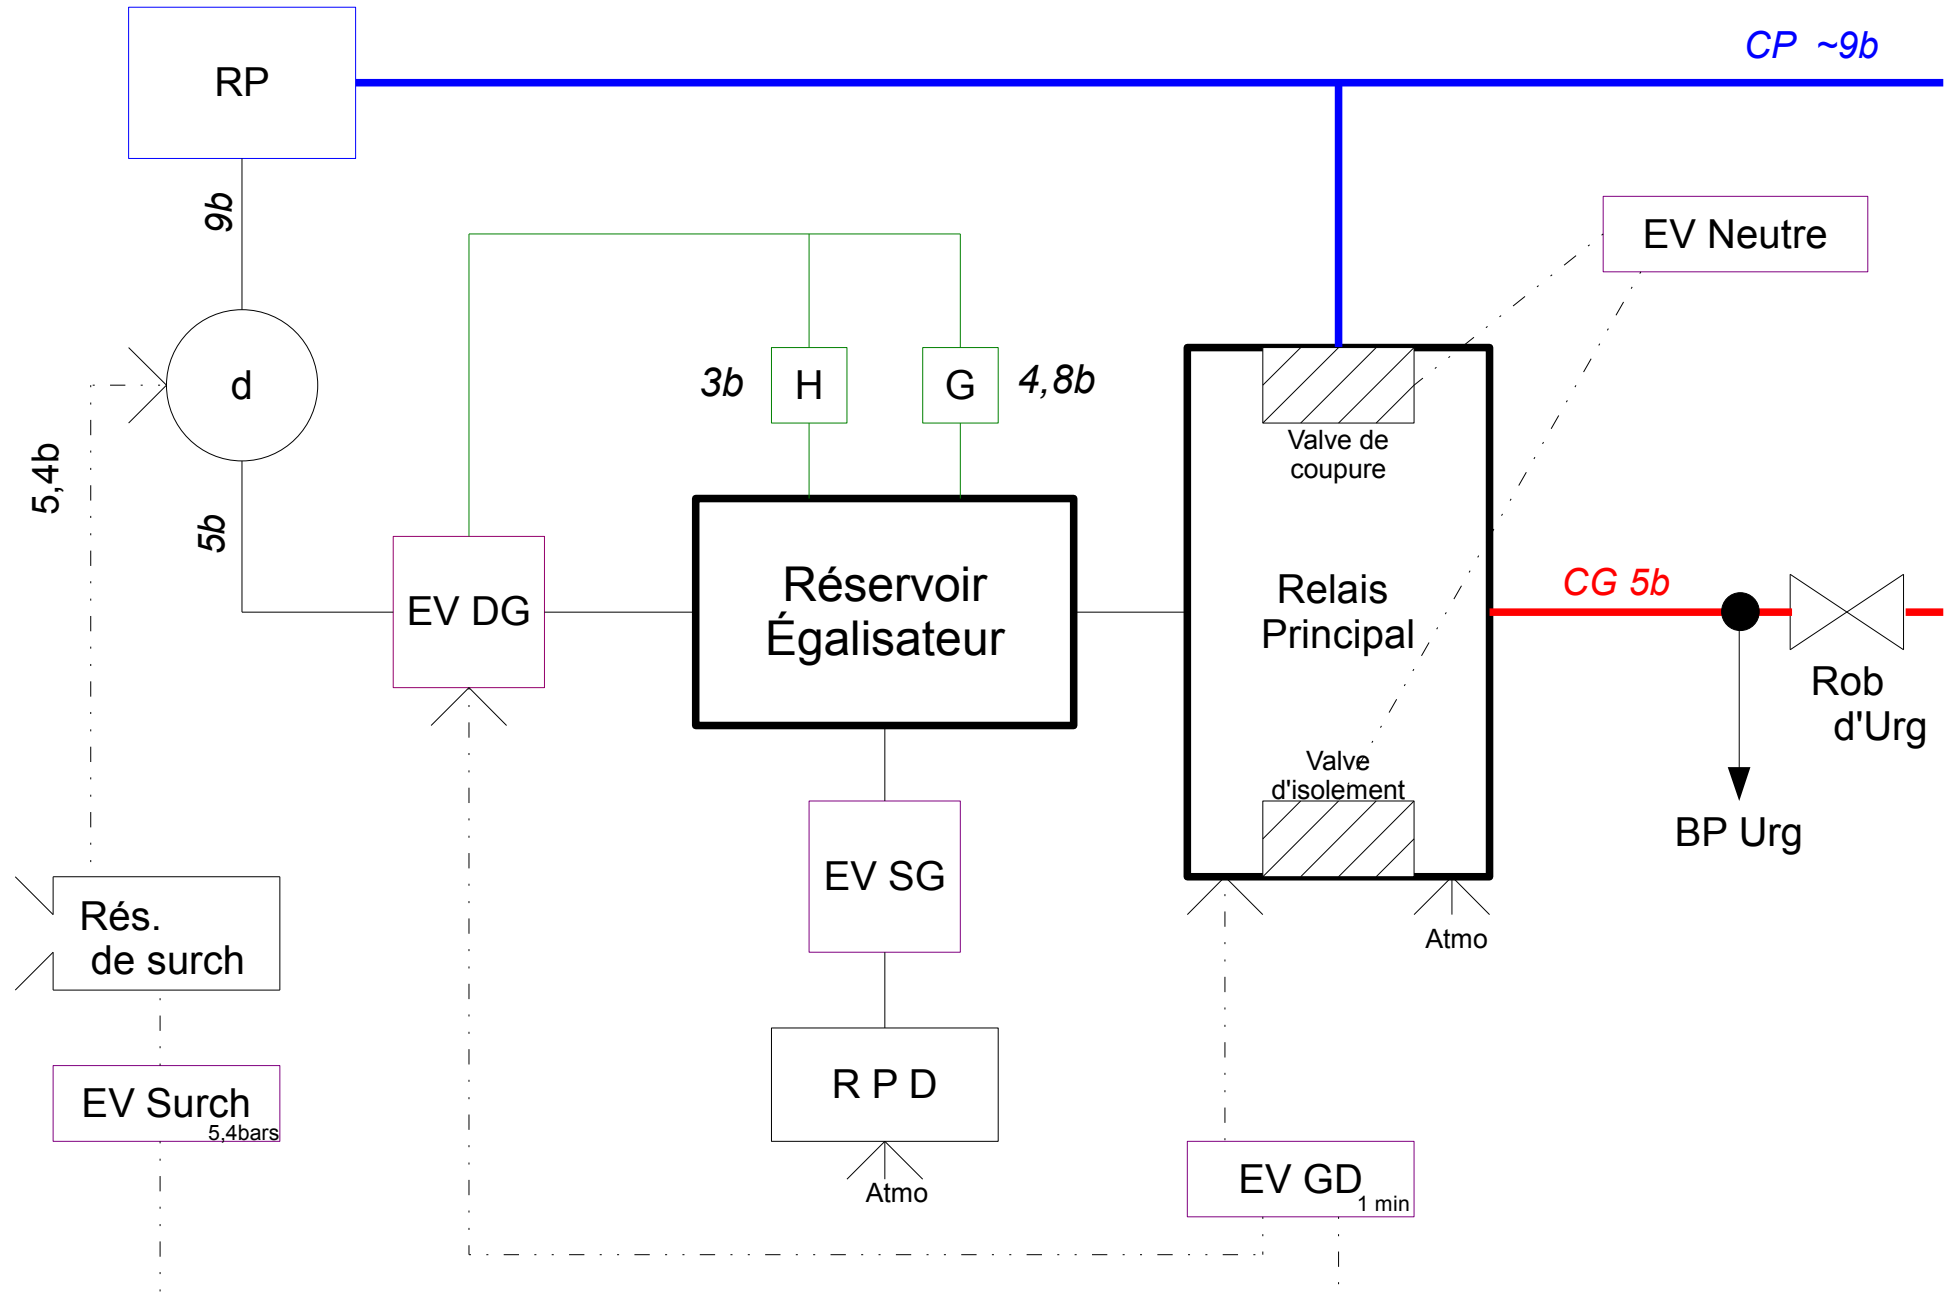 CP ~9b
RP
9b
EV Neutre
d
3b
H
G
4,8b
Valve de
coupure
5,4b
5b
EV DG
Réservoir
Égalisateur
Relais
Principal
CG 5b
Rob
d'Urg
Valve
d'isolement
BP Urg
EV SG
Rés.
de surch
Atmo
EV Surch
5,4bars
R P D
Atmo
EV GD
1 min